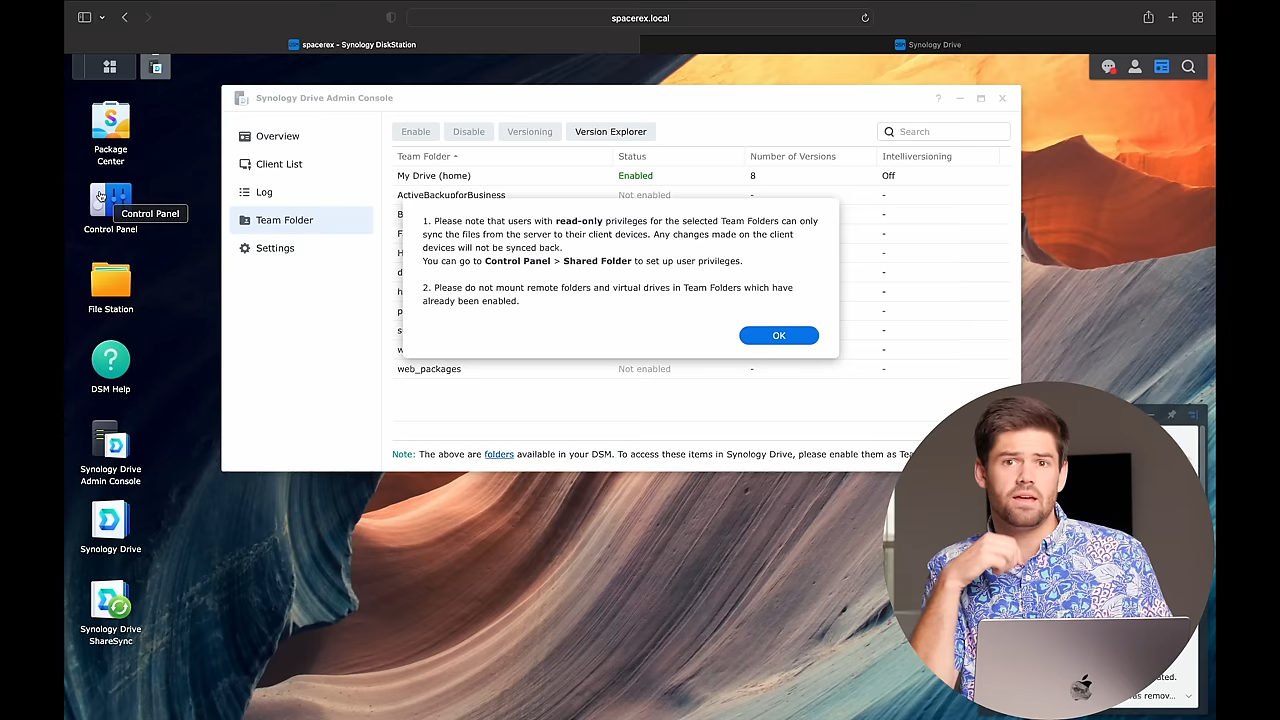 spacerex.local
spacerex - Synology DiskStation
Synology Drive
Package
Center
Control Panel
Control Panel
File Station
DSM Help
Synology Drive
Admin Console
Synology Drive
Synology Drive
ShareSync
Synology Drive Admin Console
Overview
Client List
Log
Team Folder
Settings
Enable
Disable
Versioning
Version Explorer
Search
Team Folder
Status
Number of Versions
Intelliversioning
My Drive (home)
Enabled
8
Off
ActiveBackupforBusiness
Not enabled
-
-
1. Please note that users with read-only privileges for the selected Team Folders can only
sync the files from the server to their client devices. Any changes made on the client
devices will not be synced back.
You can go to Control Panel > Shared Folder to set up user privileges.
2. Please do not mount remote folders and virtual drives in Team Folders which have
already been enabled.
OK
web_packages
Not enabled
-
-
Note: The above are folders available in your DSM. To access these items in Synology Drive, please enable them as